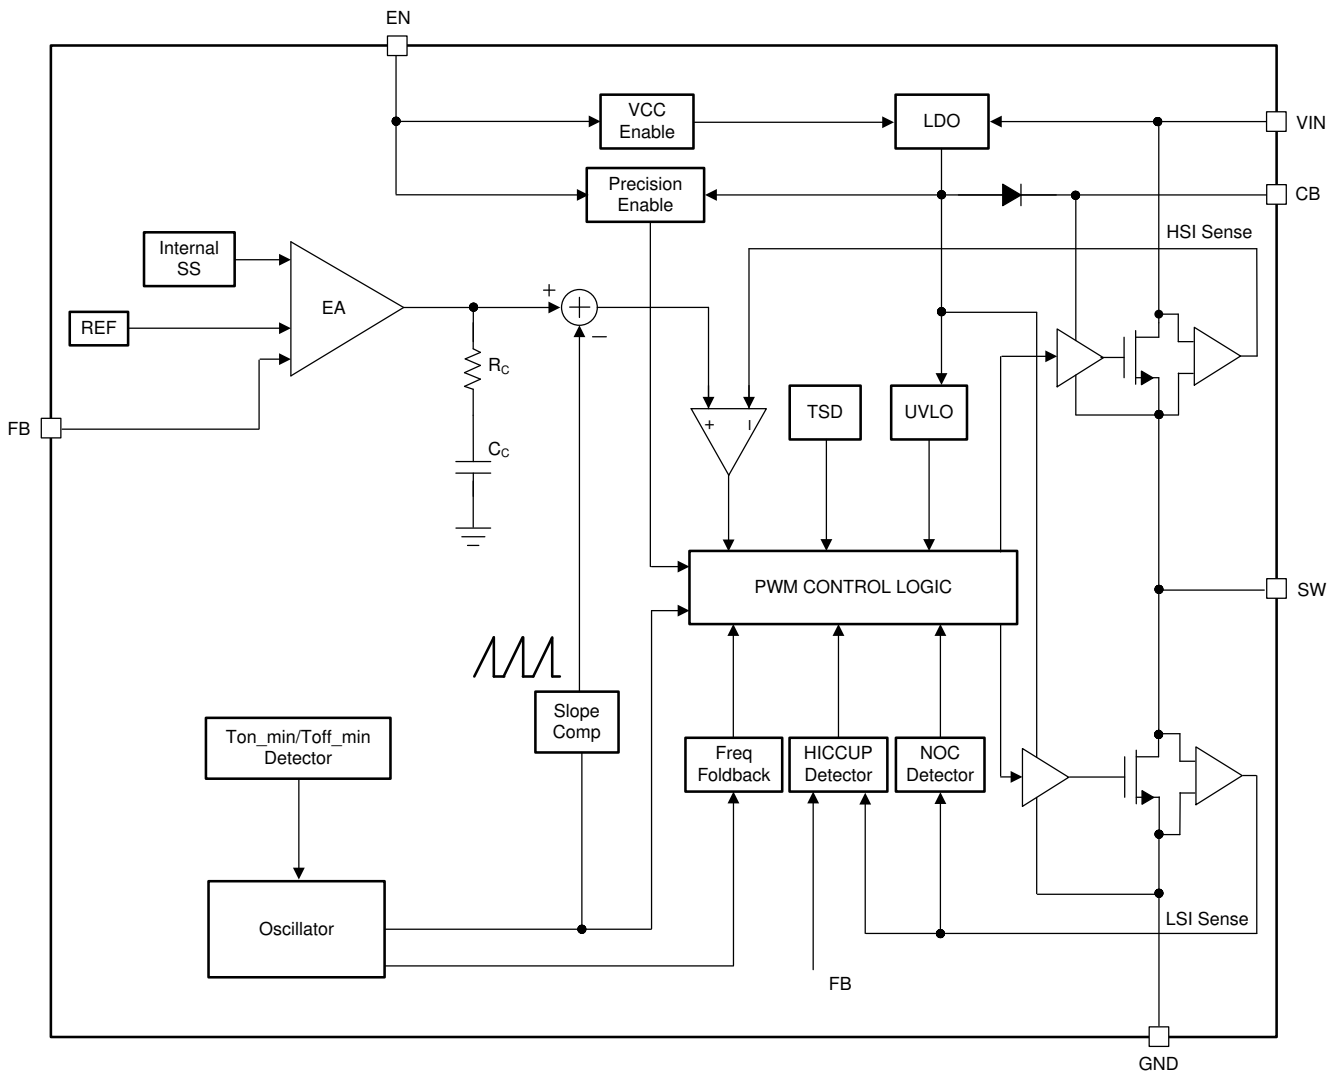 EN
VCC
Enable
LDO
VIN
Precision
Enable
CB
HSI Sense
Internal
SS
EA
+
+
−
REF
RC
FB
TSD
UVLO
+
−
CC
PWM CONTROL LOGIC
SW
Slope
Comp
Ton_min/Toff_min
Detector
Freq
Foldback
HICCUP
Detector
NOC
Detector
Oscillator
LSI Sense
FB
GND